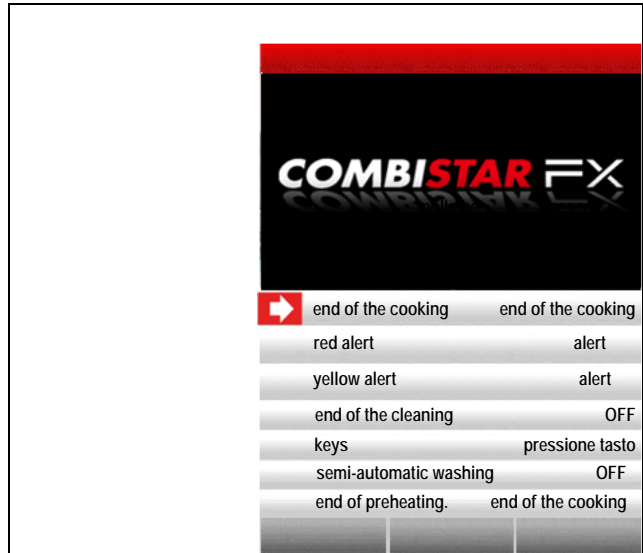 COMBISTAR FX
end of the cooking end of the cooking
red alert alert
yellow alert alert
end of the cleaning OFF
keys pressione tasto
semi-automatic washing OFF
end of preheating. end of the cooking